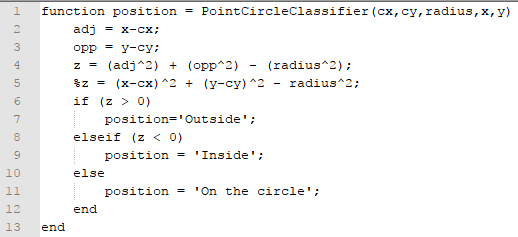 1 function position = PointCircleClassifier(cx,cy,radius,x,y)
2     adj = x-cx;
3     opp = y-cy;
4     z = (adj^2) + (opp^2) - (radius^2);
5     %z = (x-cx)^2 + (y-cy)^2 - radius^2;
6     if (z > 0)
7         position='Outside';
8     elseif (z < 0)
9         position = 'Inside';
10     else
11         position = 'On the circle';
12     end
13 end